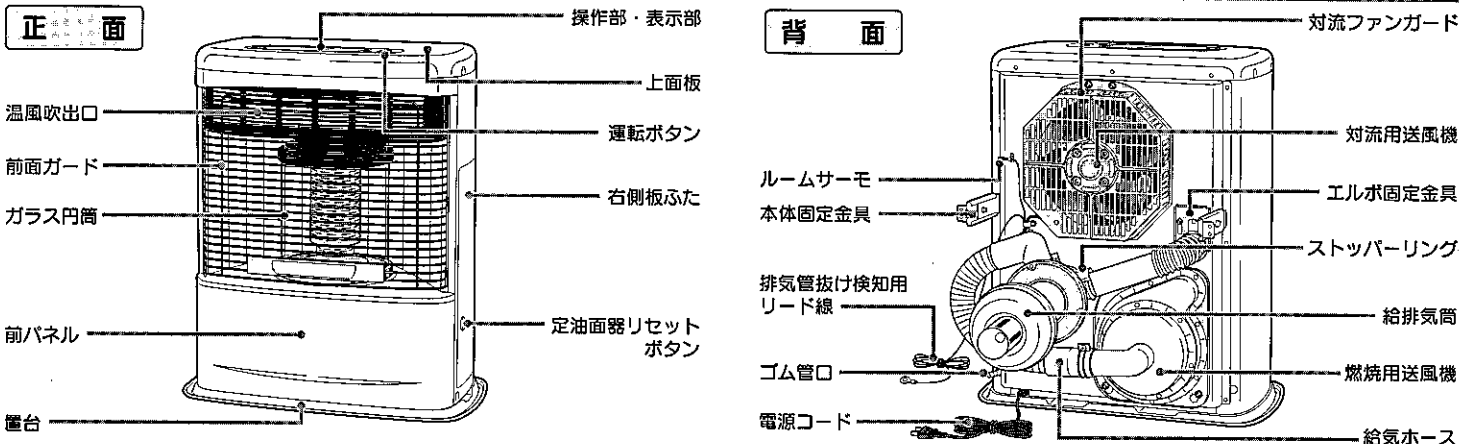 正面
操作部・表示部
上面板
温風吹出口
運転ボタン
前面ガード
右側板ふた
ガラス円筒
定油面器リセット
ボタン
前パネル
置台
背面
対流ファンガード
対流用送風機
ルームサーモ
エルボ固定金具
本体固定金具
ストッパーリング
排気管抜け検知用
リード線
給排気筒
ゴム管口
燃焼用送風機
電源コード
給気ホース